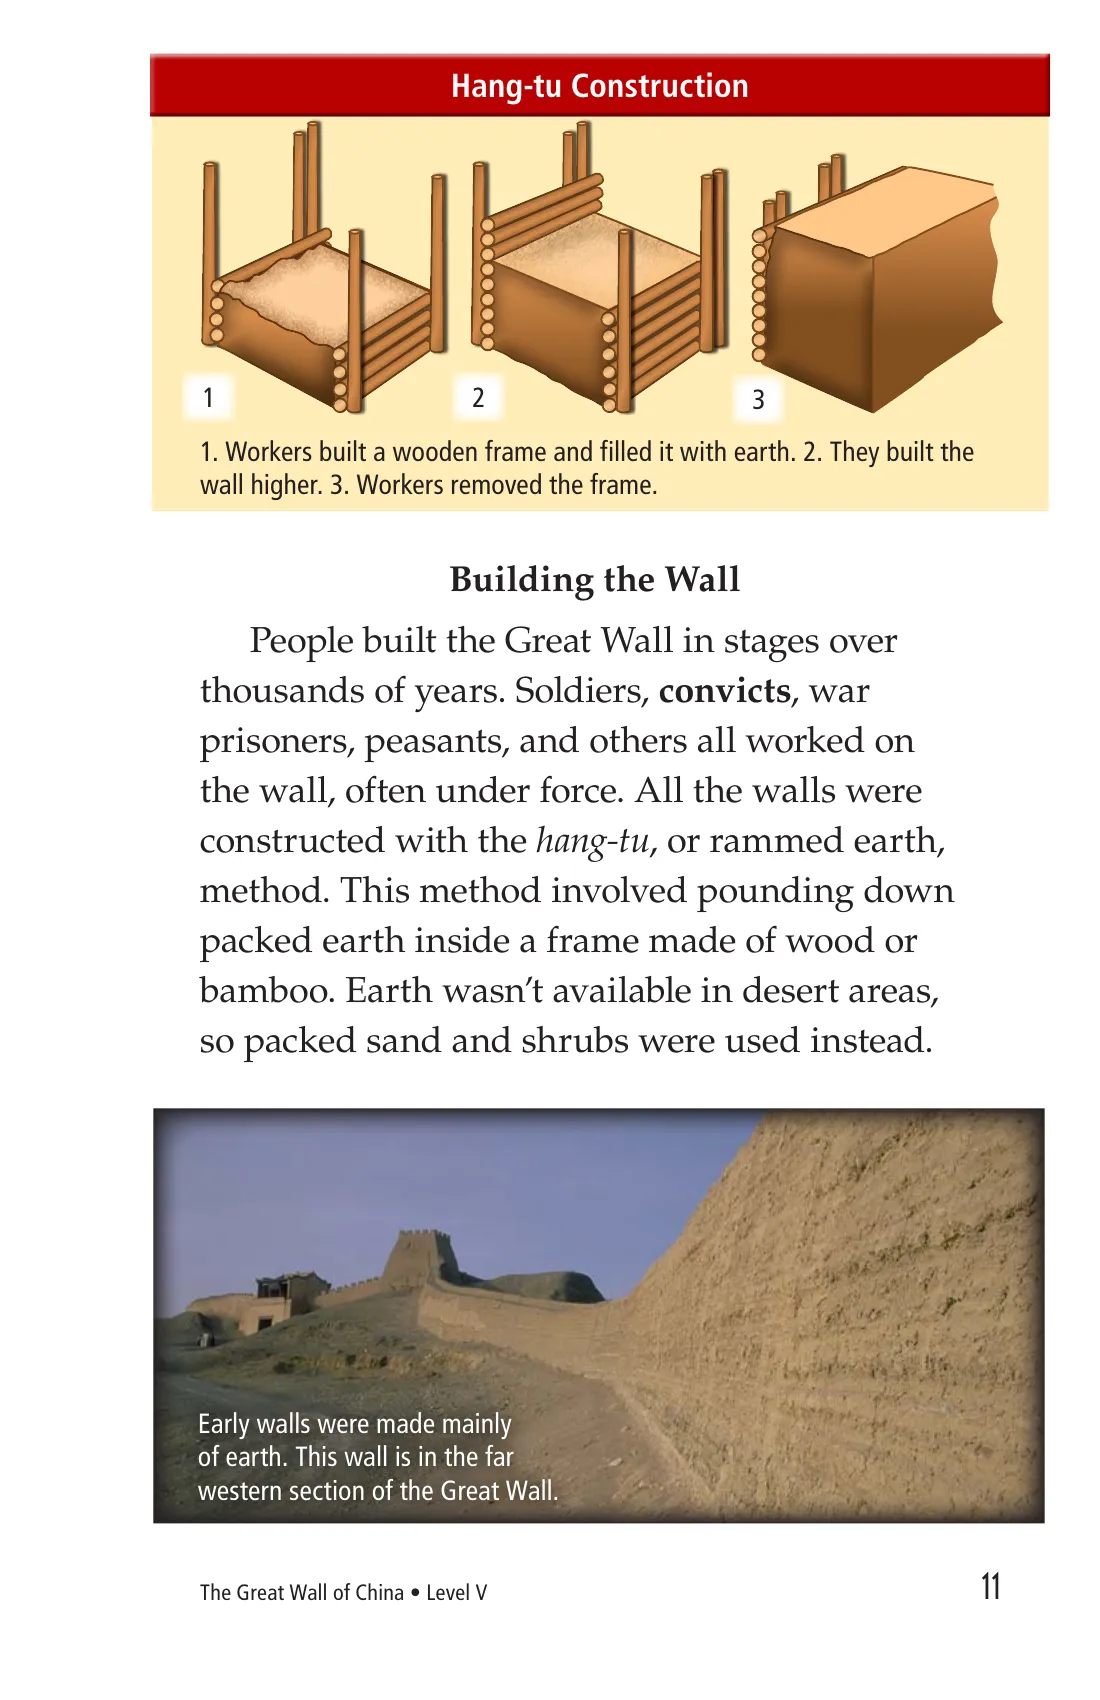 Hang-tu Construction
1
2
3
1. Workers built a wooden frame and filled it with earth. 2. They built the
wall higher. 3. Workers removed the frame.
Building the Wall
People built the Great Wall in stages over
thousands of years. Soldiers, convicts, war
prisoners, peasants, and others all worked on
the wall, often under force. All the walls were
constructed with the hang-tu, or rammed earth,
method. This method involved pounding down
packed earth inside a frame made of wood or
bamboo. Earth wasn’t available in desert areas,
so packed sand and shrubs were used instead.
Early walls were made mainly
of earth. This wall is in the far
western section of the Great Wall.
The Great Wall of China • Level V
11